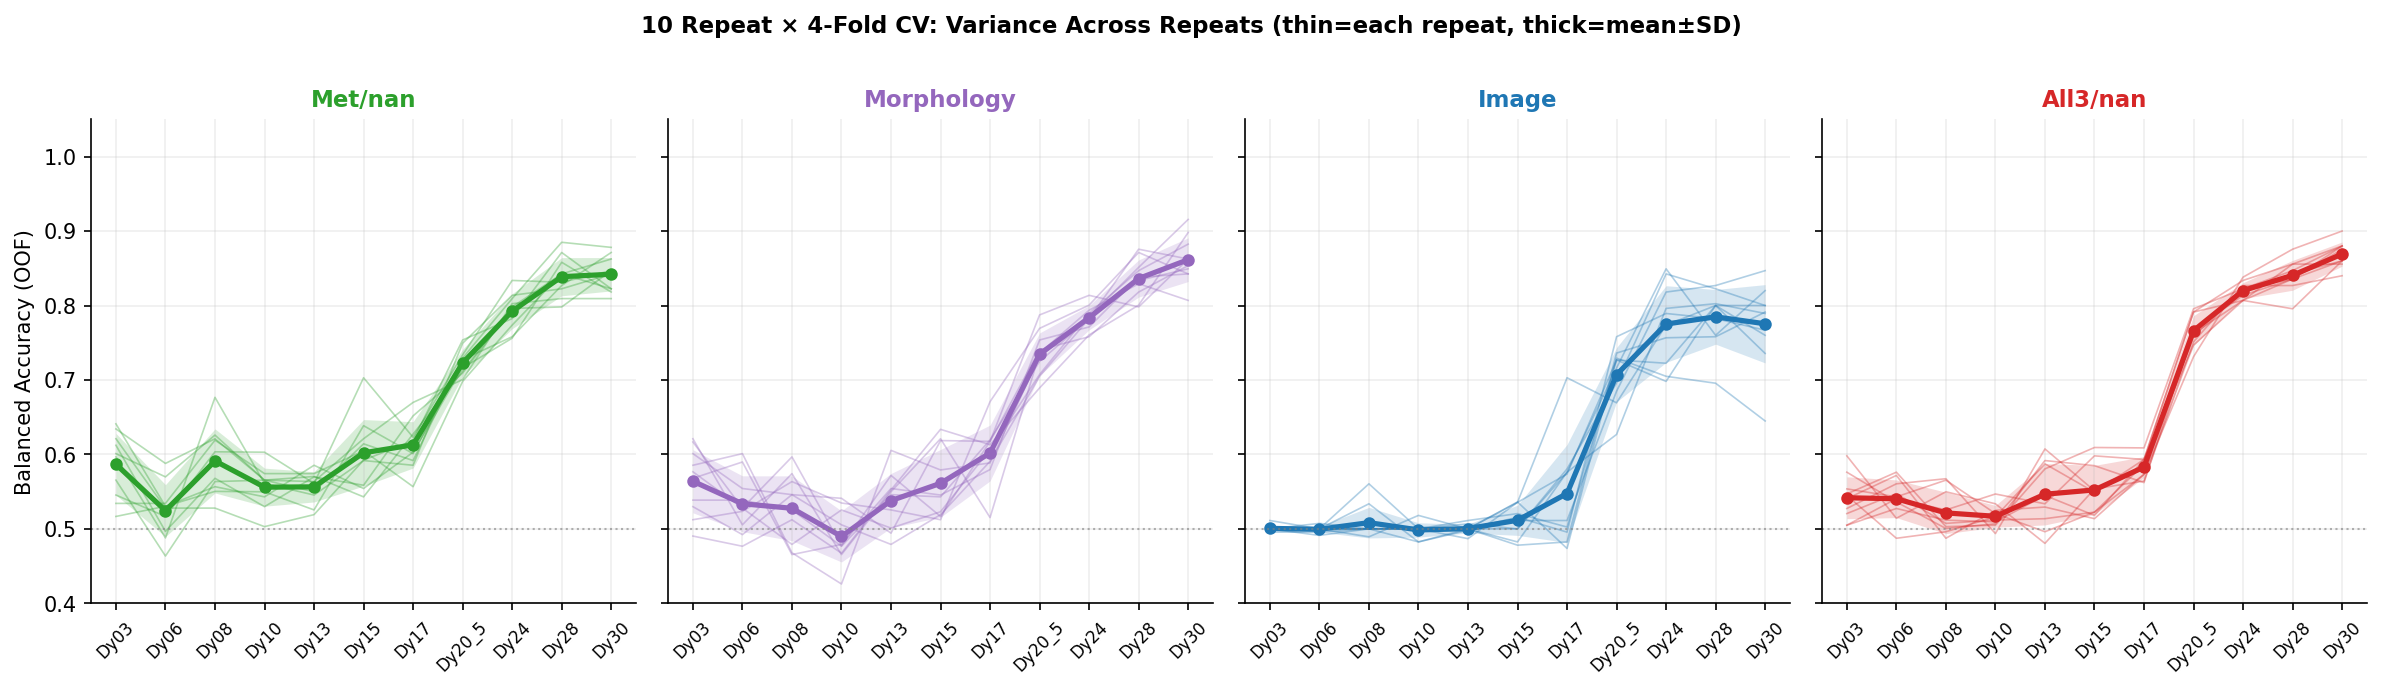 10 Repeat × 4-Fold CV: Variance Across Repeats (thin=each repeat, thick=mean±SD)
Met/nan
Morphology
Image
All3/nan
Balanced Accuracy (OOF)
1.0
0.9
0.8
0.7
0.6
0.5
0.4
Dy03 Dy06 Dy08 Dy10 Dy13 Dy15 Dy17 Dy20_5 Dy24 Dy28 Dy30
Dy03 Dy06 Dy08 Dy10 Dy13 Dy15 Dy17 Dy20_5 Dy24 Dy28 Dy30
Dy03 Dy06 Dy08 Dy10 Dy13 Dy15 Dy17 Dy20_5 Dy24 Dy28 Dy30
Dy03 Dy06 Dy08 Dy10 Dy13 Dy15 Dy17 Dy20_5 Dy24 Dy28 Dy30